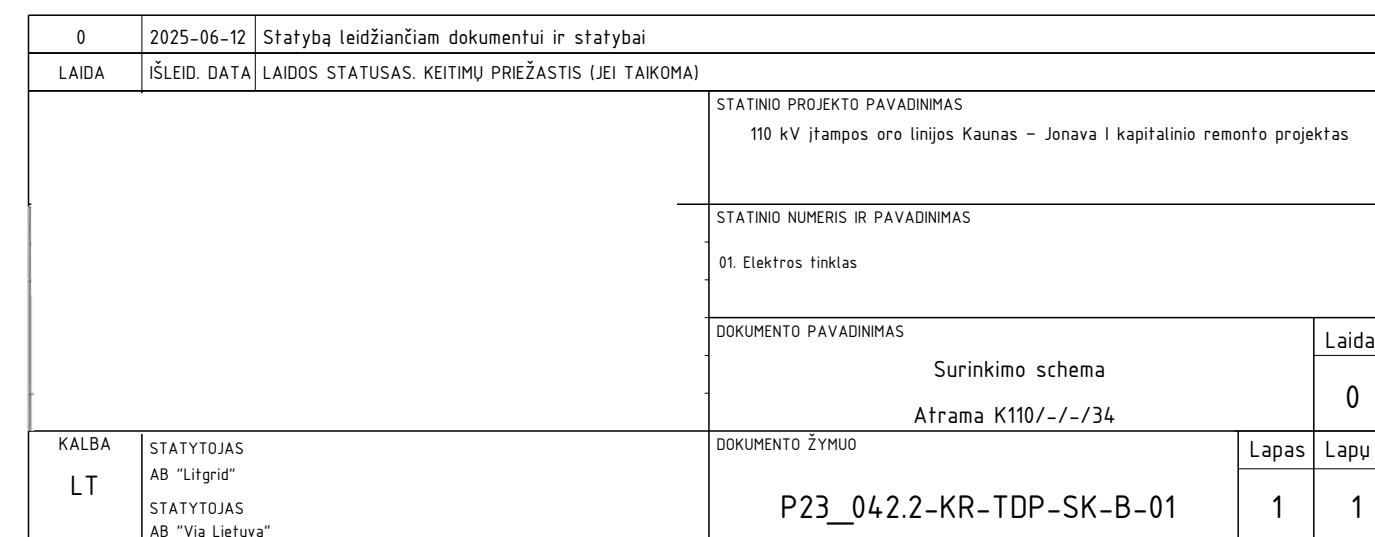 0 2025-06-12 Statybą leidžiančiam dokumentui ir statybai
LAIDA IŠLEID. DATA LAIDOS STATUSAS. KEITIMŲ PRIEŽASTIS (JEI TAIKOMA)
STATINIO PROJEKTO PAVADINIMAS
110 kV įtampos oro linijos Kaunas – Jonava I kapitalinio remonto projektas
STATINIO NUMERIS IR PAVADINIMAS
01. Elektros tinklas
DOKUMENTO PAVADINIMAS
Laida
Surinkimo schema
0
Atrama K110/-/-/34
KALBA
LT
STATYTOJAS
AB "Litgrid"
STATYTOJAS
AB "Via Lietuva"
DOKUMENTO ŽYMUO
P23_042.2-KR-TDP-SK-B-01
Lapas Lapų
1 1